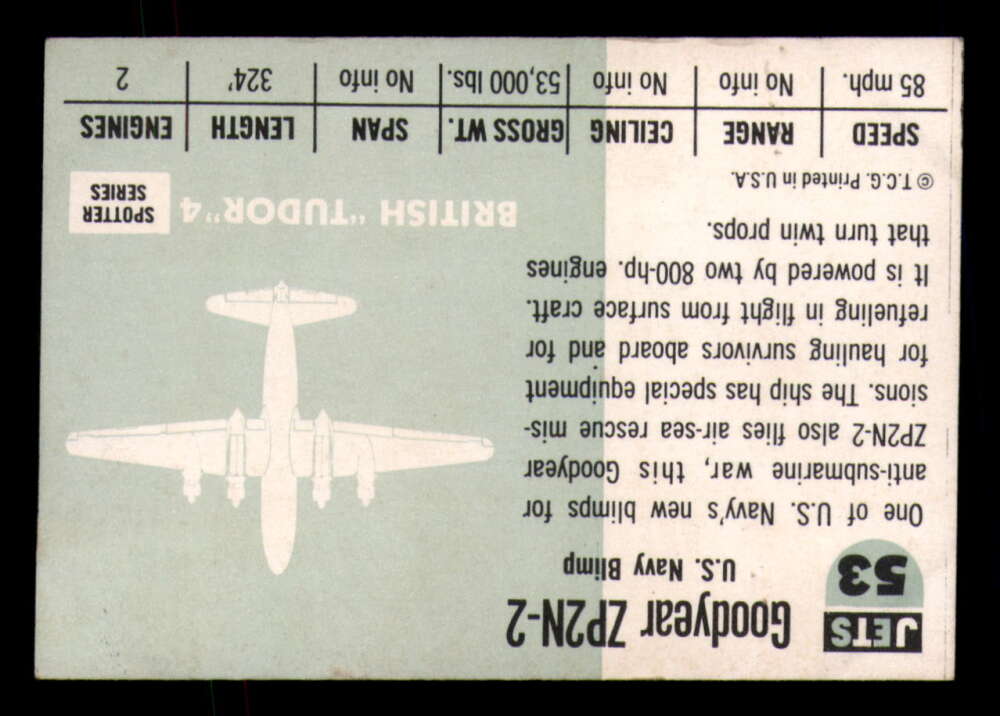 JETS
53
Goodyear ZP2N-2
U.S. Navy Blimp
One of U.S. Navy's new blimps for
anti-submarine war, this Goodyear
ZP2N-2 also flies air-sea rescue mis-
sions. The ship has special equipment
for hauling survivors aboard and for
refueling in flight from surface craft.
It is powered by two 800-hp. engines
that turn twin props.
© T.C.G. Printed in U.S.A.
BRITISH "TUDOR" 4
SPOTTER
SERIES
SPEED RANGE CEILING GROSS WT. SPAN LENGTH ENGINES
85 mph. No info No info 53,000 lbs. No info 324' 2